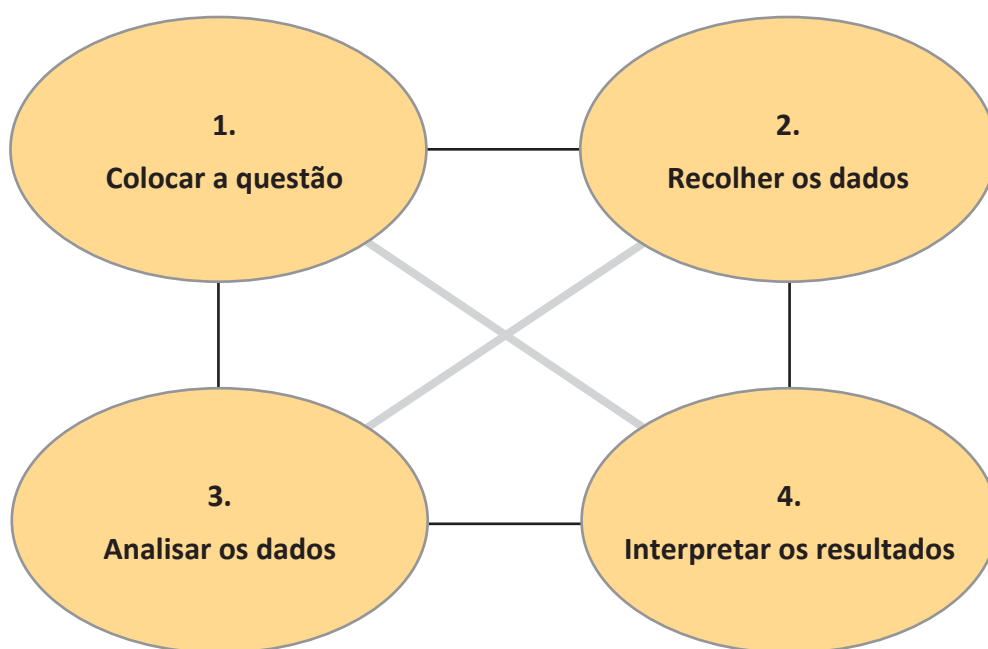 1.
Colocar a questão
2.
Recolher os dados
3.
Analisar os dados
4.
Interpretar os resultados